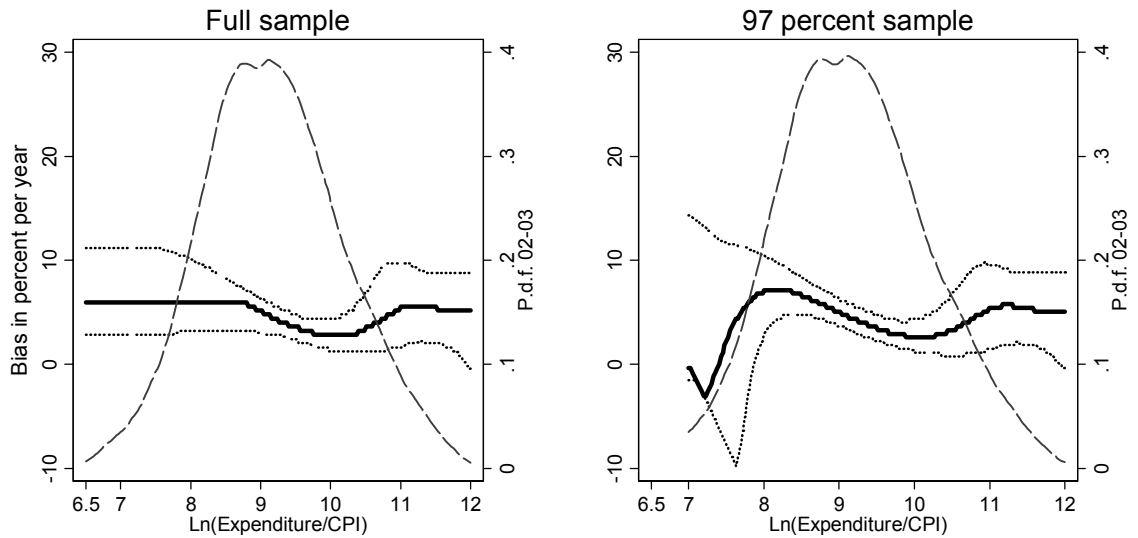 Full sample
30
20
10
0
-10
Bias in percent per year
.4
.3
.2
.1
0
P.d.f. 02-03
6.5 7 8 9 10 11 12
Ln(Expenditure/CPI)
97 percent sample
30
20
10
0
-10
.4
.3
.2
.1
0
P.d.f. 02-03
6.5 7 8 9 10 11 12
Ln(Expenditure/CPI)